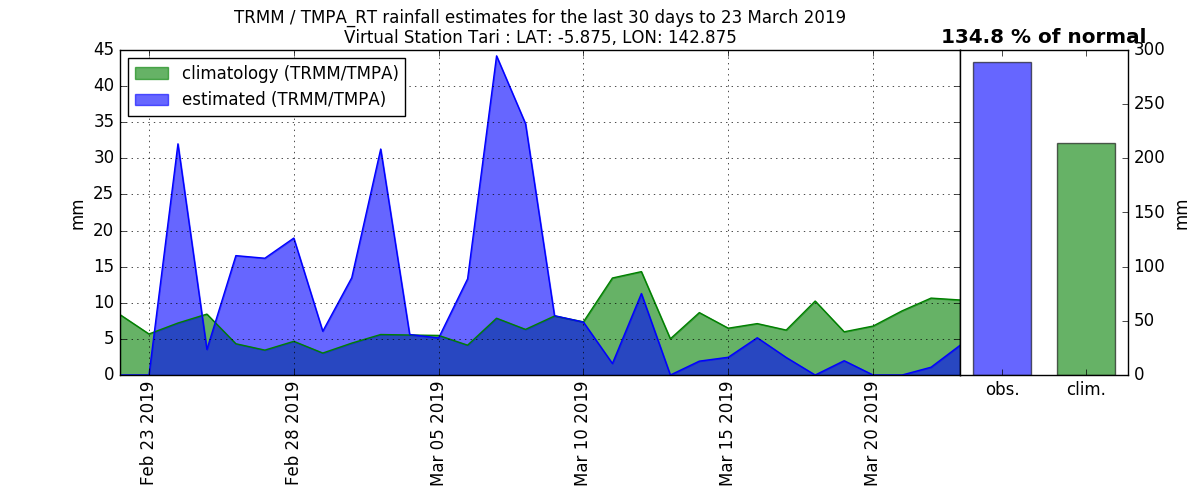 TRMM / TMPA_RT rainfall estimates for the last 30 days to 23 March 2019
Virtual Station Tari : LAT: -5.875, LON: 142.875
134.8 % of normal
climatology (TRMM/TMPA)
estimated (TRMM/TMPA)
45
40
35
30
25
20
15
10
5
0
mm
Feb 23 2019
Feb 28 2019
Mar 05 2019
Mar 10 2019
Mar 15 2019
Mar 20 2019
300
250
200
150
100
50
0
mm
obs.
clim.